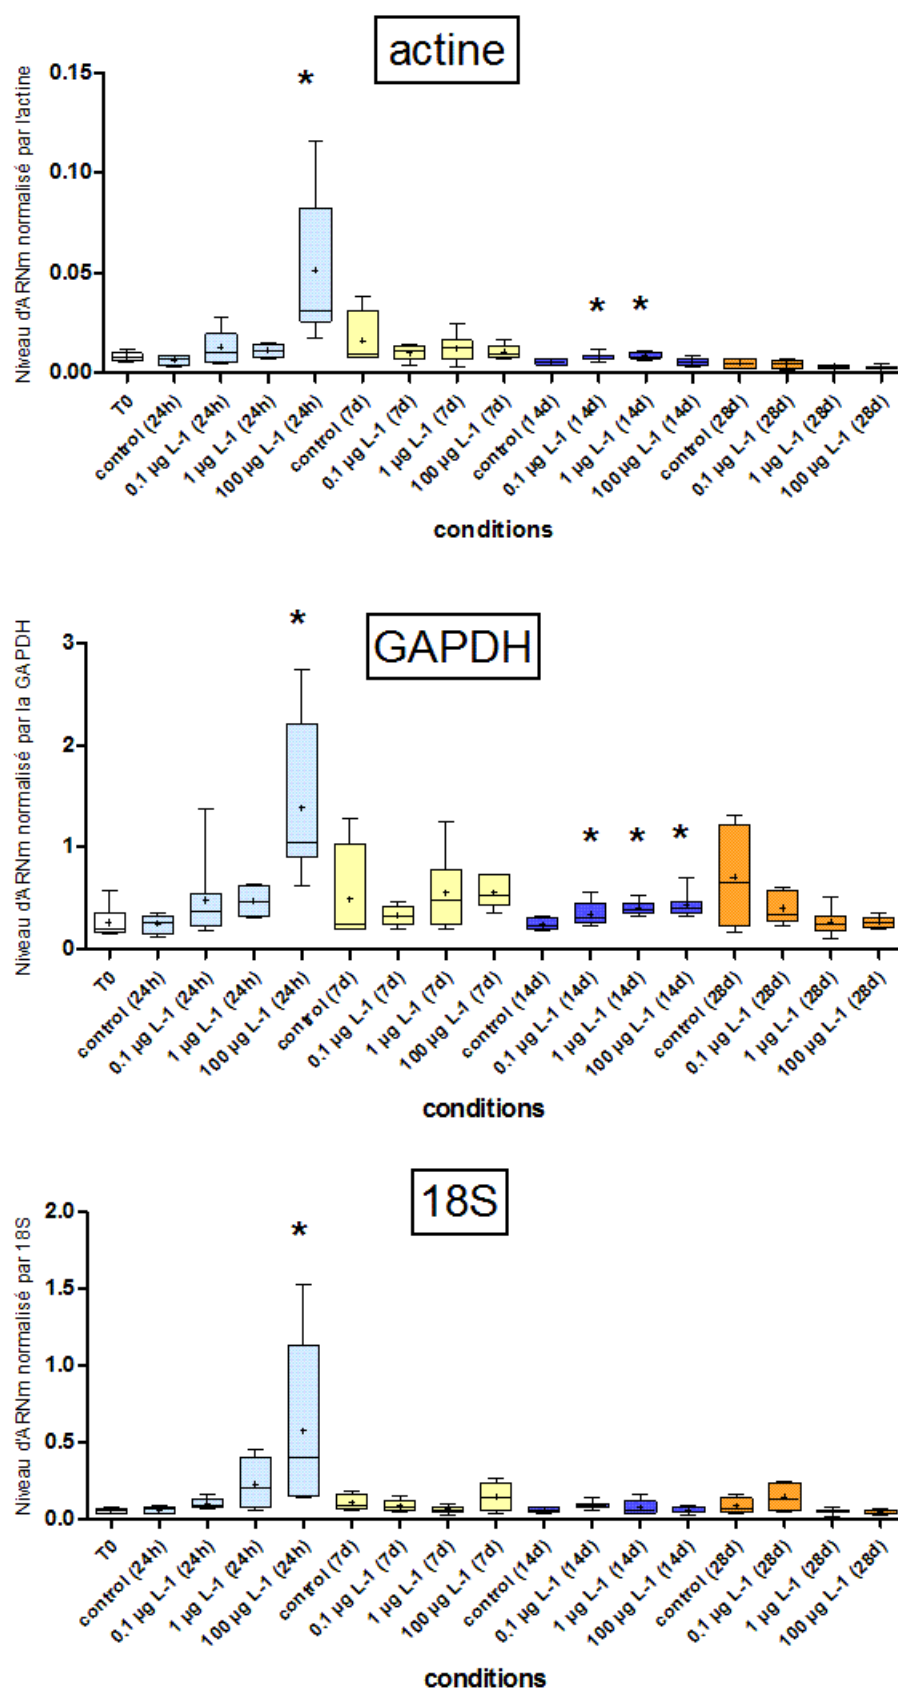 actine
*
Niveau d'ARNm normalisé par l'actine
0.15
0.10
0.05
0.00
* *
T0
control (24h)
0.1 µg L-1 (24h)
1 µg L-1 (24h)
100 µg L-1 (24h)
control (7d)
0.1 µg L-1 (7d)
1 µg L-1 (7d)
100 µg L-1 (7d)
control (14d)
0.1 µg L-1 (14d)
1 µg L-1 (14d)
100 µg L-1 (14d)
control (28d)
0.1 µg L-1 (28d)
1 µg L-1 (28d)
100 µg L-1 (28d)
conditions
*
GAPDH
Niveau d'ARNm normalisé par la GAPDH
3
2
1
0
* * *
T0
control (24h)
0.1 µg L-1 (24h)
1 µg L-1 (24h)
100 µg L-1 (24h)
control (7d)
0.1 µg L-1 (7d)
1 µg L-1 (7d)
100 µg L-1 (7d)
control (14d)
0.1 µg L-1 (14d)
1 µg L-1 (14d)
100 µg L-1 (14d)
control (28d)
0.1 µg L-1 (28d)
1 µg L-1 (28d)
100 µg L-1 (28d)
conditions
18S
*
Niveau d'ARNm normalisé par 18S
2.0
1.5
1.0
0.5
0.0
T0
control (24h)
0.1 µg L-1 (24h)
1 µg L-1 (24h)
100 µg L-1 (24h)
control (7d)
0.1 µg L-1 (7d)
1 µg L-1 (7d)
100 µg L-1 (7d)
control (14d)
0.1 µg L-1 (14d)
1 µg L-1 (14d)
100 µg L-1 (14d)
control (28d)
0.1 µg L-1 (28d)
1 µg L-1 (28d)
100 µg L-1 (28d)
conditions